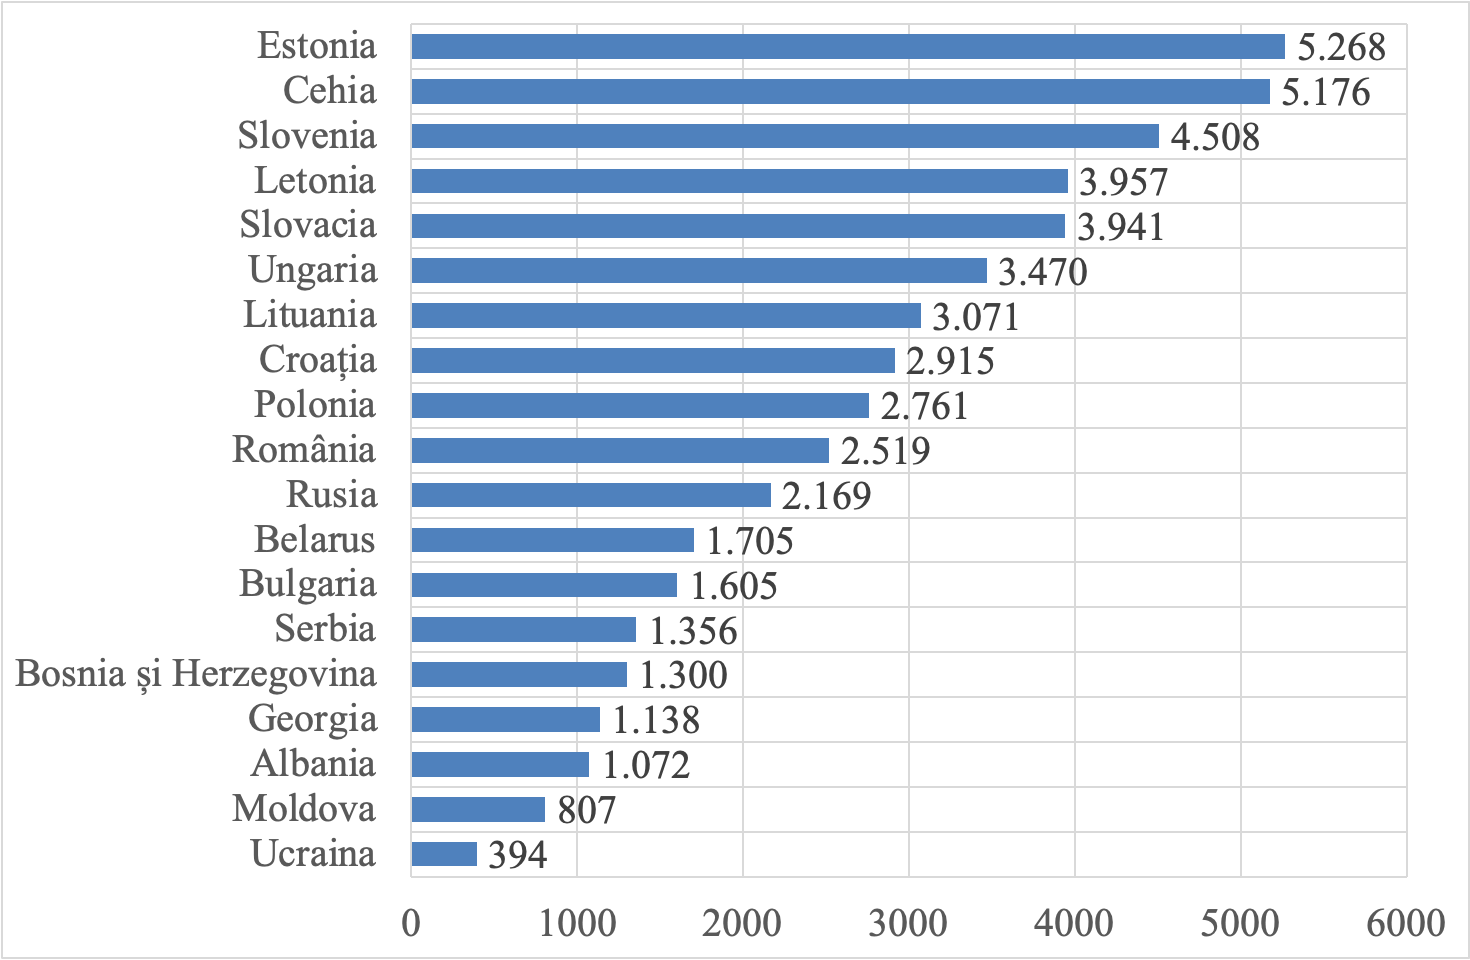 Estonia 5.268
Cehia 5.176
Slovenia 4.508
Letonia 3.957
Slovacia 3.941
Ungaria 3.470
Lituania 3.071
Croația 2.915
Polonia 2.761
România 2.519
Rusia 2.169
Belarus 1.705
Bulgaria 1.605
Serbia 1.356
Bosnia și Herzegovina 1.300
Georgia 1.138
Albania 1.072
Moldova 807
Ucraina 394
0 1000 2000 3000 4000 5000 6000